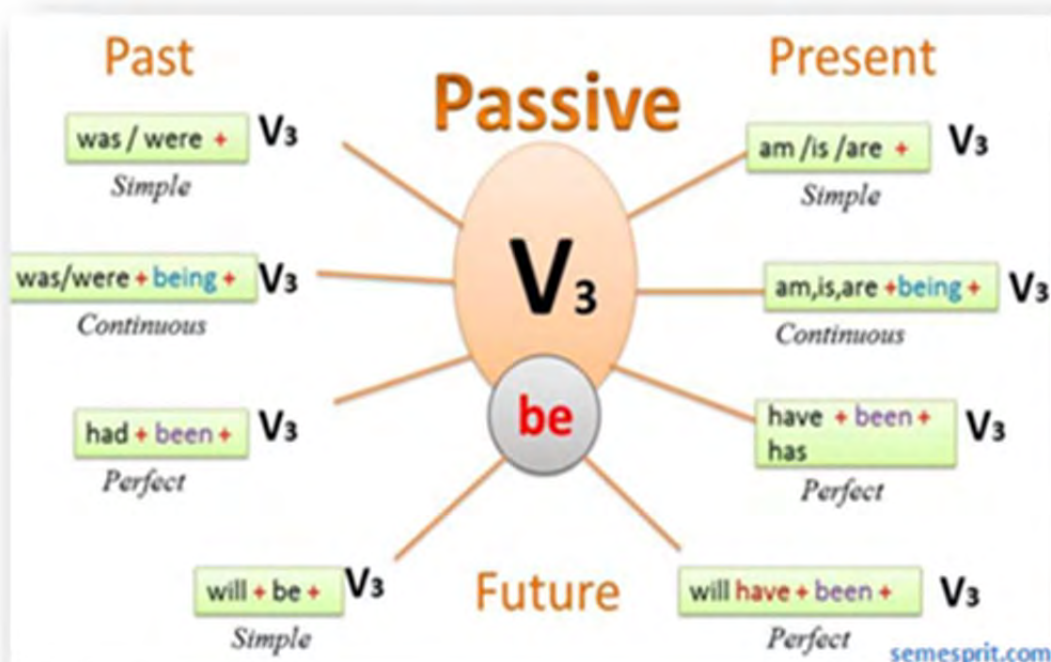 Past
Passive
Present
was / were + V3
Simple
was/were + being + V3
Continuous
had + been + V3
Perfect
V3
be
am /is /are + V3
Simple
am,is,are +being + V3
Continuous
have + been + V3
has
Perfect
Future
will + be + V3
Simple
will have + been + V3
Perfect
semesprit.com